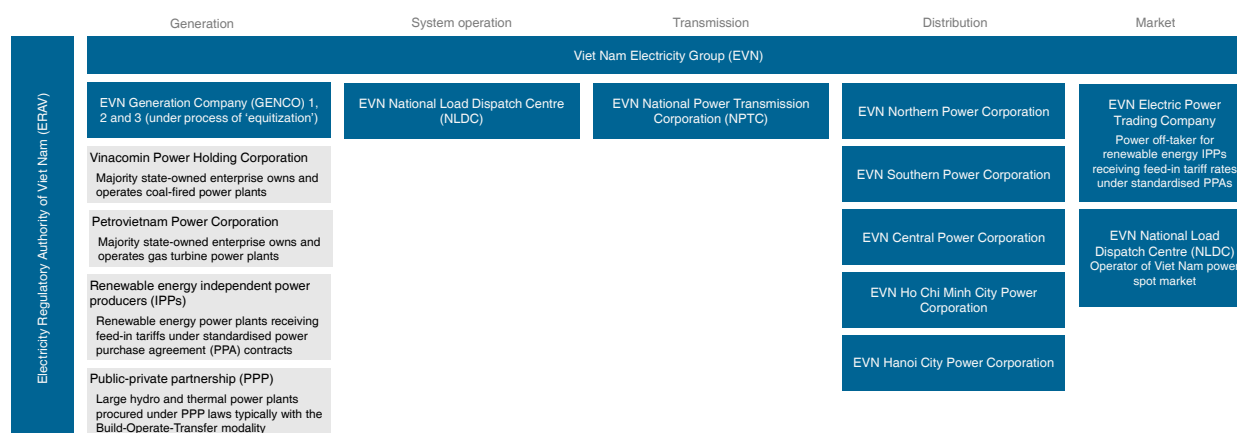 Generation
System operation
Transmission
Distribution
Market
Electricity Regulatory Authority of Viet Nam (ERAV)
Viet Nam Electricity Group (EVN)
EVN Generation Company (GENCO) 1,
2 and 3 (under process of ‘equitization’)
Vinacomin Power Holding Corporation
Majority state-owned enterprise owns and
operates coal-fired power plants
Petrovietnam Power Corporation
Majority state-owned enterprise owns and
operates gas turbine power plants
Renewable energy independent power
producers (IPPs)
Renewable energy power plants receiving
feed-in tariffs under standardised power
purchase agreement (PPA) contracts
Public-private partnership (PPP)
Large hydro and thermal power plants
procured under PPP laws typically with the
Build-Operate-Transfer modality
EVN National Load Dispatch Centre
(NLDC)
EVN National Power Transmission
Corporation (NPTC)
EVN Northern Power Corporation
EVN Southern Power Corporation
EVN Central Power Corporation
EVN Ho Chi Minh City Power
Corporation
EVN Hanoi City Power Corporation
EVN Electric Power
Trading Company
Power off-taker for
renewable energy IPPs
receiving feed-in tariff rates
under standardised PPAs
EVN National Load
Dispatch Centre (NLDC)
Operator of Viet Nam power
spot market